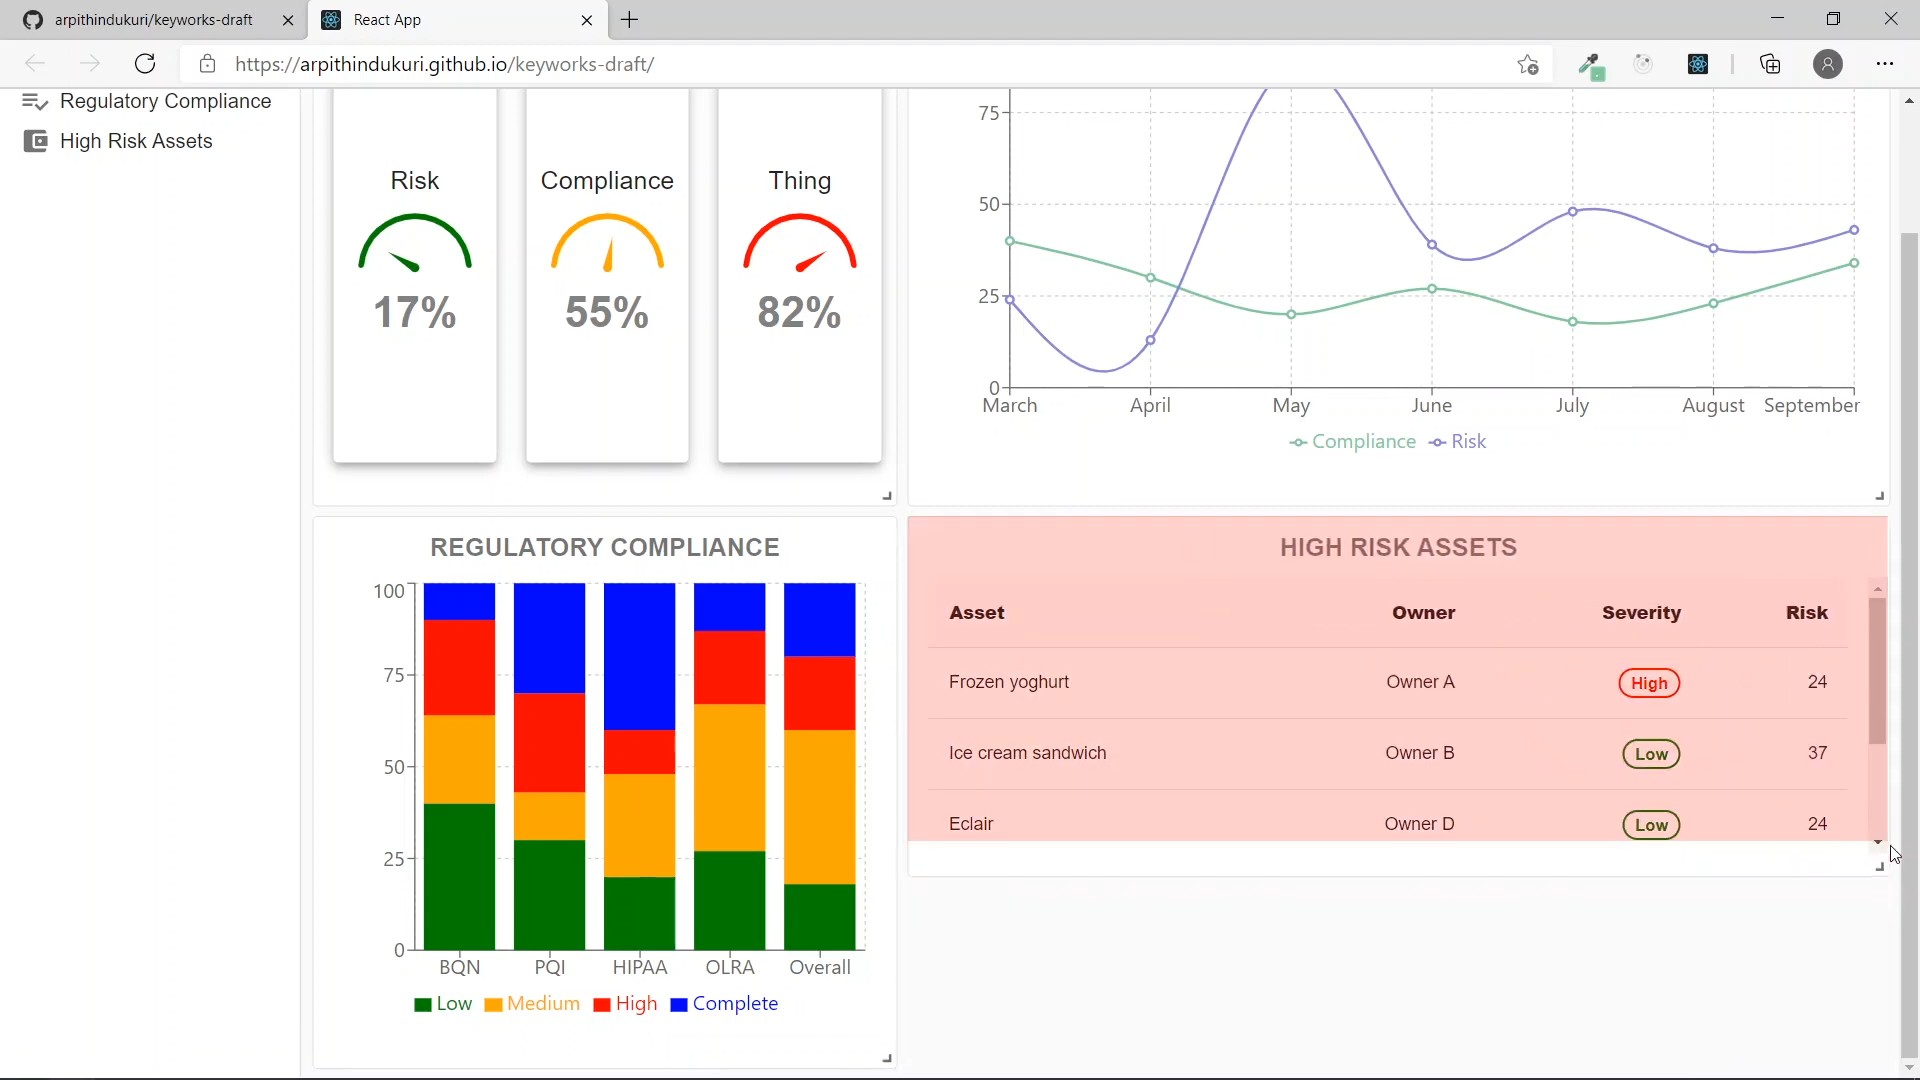 arpithindukuri/keyworks-draft
React App
https://arpithindukuri.github.io/keyworks-draft/
Regulatory Compliance
High Risk Assets
Risk
17%
Compliance
55%
Thing
82%
75
50
25
0
March April May June July August September
Compliance Risk
REGULATORY COMPLIANCE
100
75
50
25
0
BQN PQI HIPAA OLRA Overall
Low Medium High Complete
HIGH RISK ASSETS
Asset Owner Severity Risk
Frozen yoghurt Owner A High 24
Ice cream sandwich Owner B Low 37
Eclair Owner D Low 24